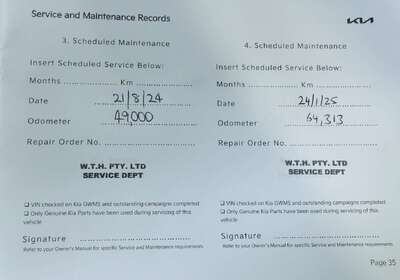 Service and Maintenance Records
KIA
3. Scheduled Maintenance
Insert Scheduled Service Below:
Months ..................... Km .....................
Date 21/8/24
Odometer 49,000
Repair Order No. .....................
W.T.H. PTY. LTD
SERVICE DEPT
❏ VIN checked on Kia GWMS and outstanding campaigns completed
❏ Only Genuine Kia Parts have been used during servicing of this
vehicle
Signature .....................
Refer to your Owner's Manual for specific Service and Maintenance requirements
4. Scheduled Maintenance
Insert Scheduled Service Below:
Months ..................... Km .....................
Date 24/1/25
Odometer 64,313
Repair Order No. .....................
W.T.H. PTY. LTD
SERVICE DEPT
❏ VIN checked on Kia GWMS and outstanding campaigns completed
❏ Only Genuine Kia Parts have been used during servicing of this
vehicle
Signature .....................
Refer to your Owner's Manual for specific Service and Maintenance requirements
Page 35